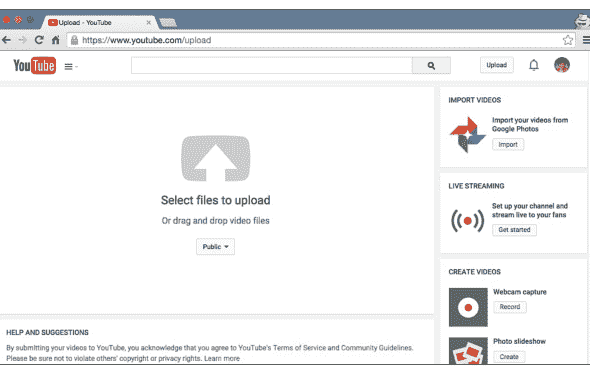 Upload - YouTube
https://www.youtube.com/upload
You Tube
Upload
Select files to upload
Or drag and drop video files
Public
IMPORT VIDEOS
Import your videos from
Google Photos
Import
LIVE STREAMING
Set up your channel and
stream live to your fans
Get started
CREATE VIDEOS
Webcam capture
Record
Photo slideshow
Create
HELP AND SUGGESTIONS
By submitting your videos to YouTube, you acknowledge that you agree to YouTube's Terms of Service and Community Guidelines.
Please be sure not to violate others' copyright or privacy rights. Learn more